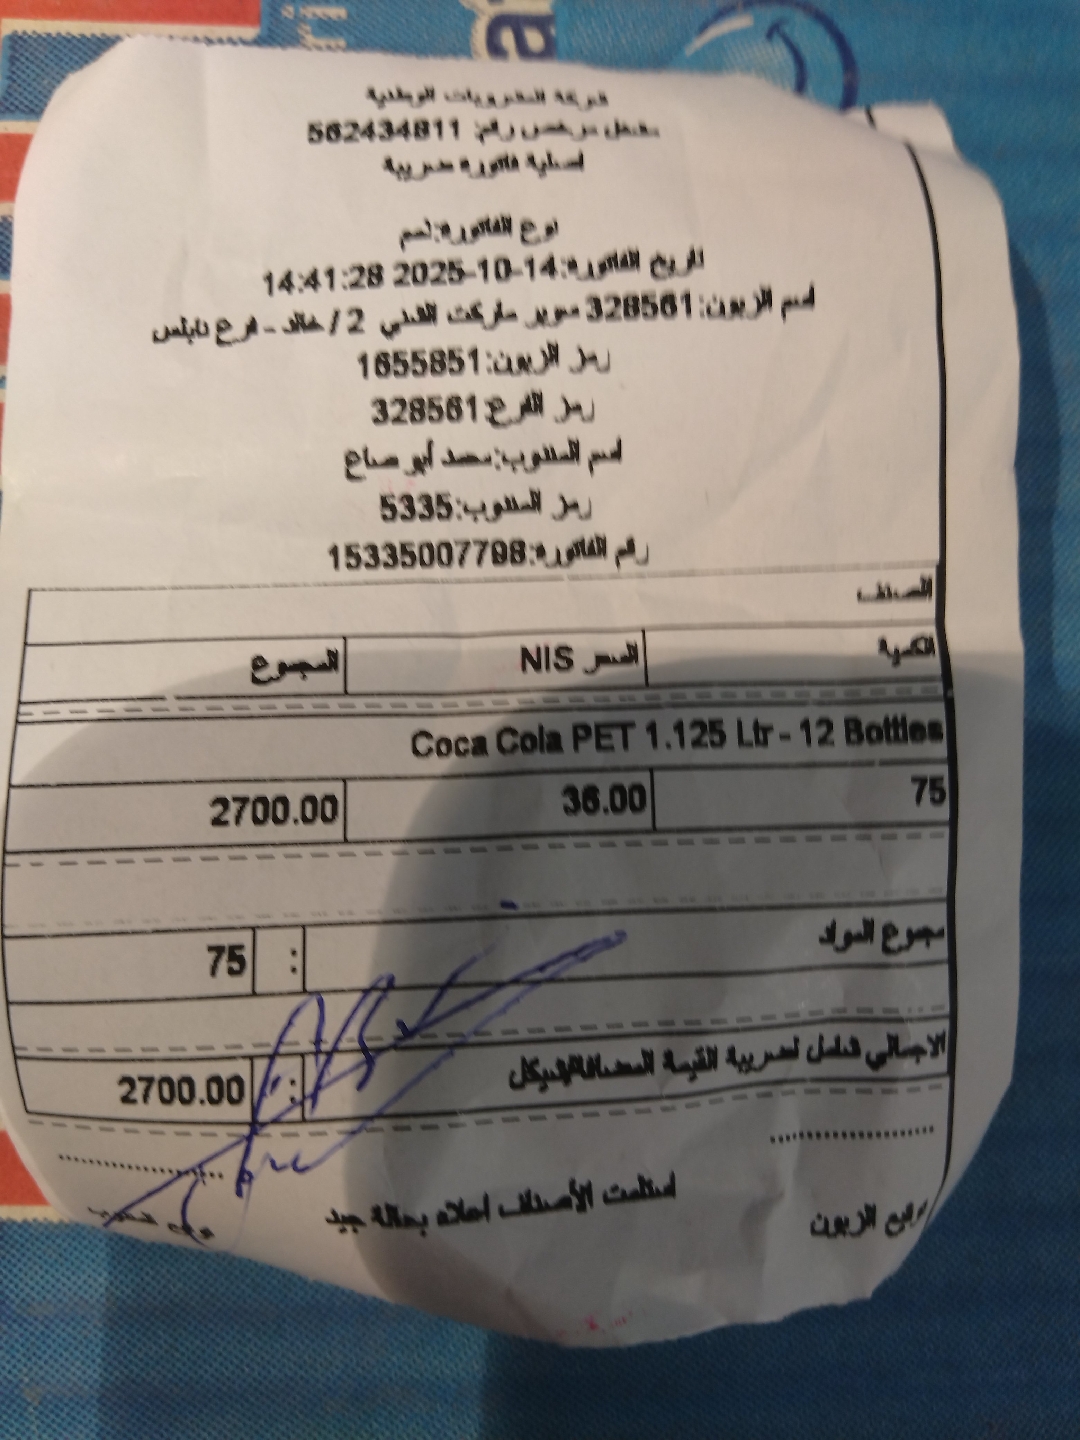 شركة المشروبات الوطنية
مشغل مرخص رقم: 562434811
اصلية فاتورة ضريبية
نوع الفاتورة:
تاريخ الفاتورة:14-10-2025 14:41:28
اسم الزبون:328561 سوبر ماركت الغني 2 / خالد - فرع نابلس
رمز الزبون:1655851
رمز الفرع:328561
اسم المندوب:محمد أبو صاع
رمز المندوب:5335
رقم الفاتورة:15335007798
الصنف
الكمية السعر NIS المجموع
Coca Cola PET 1.125 Ltr - 12 Bottles
75 36.00 2700.00
مجموع المواد : 75
الاجمالي شامل لضريبة القيمة المضافة/شيكل : 2700.00
توقيع الزبون استلمت الأصناف اعلاه بحالة جيد